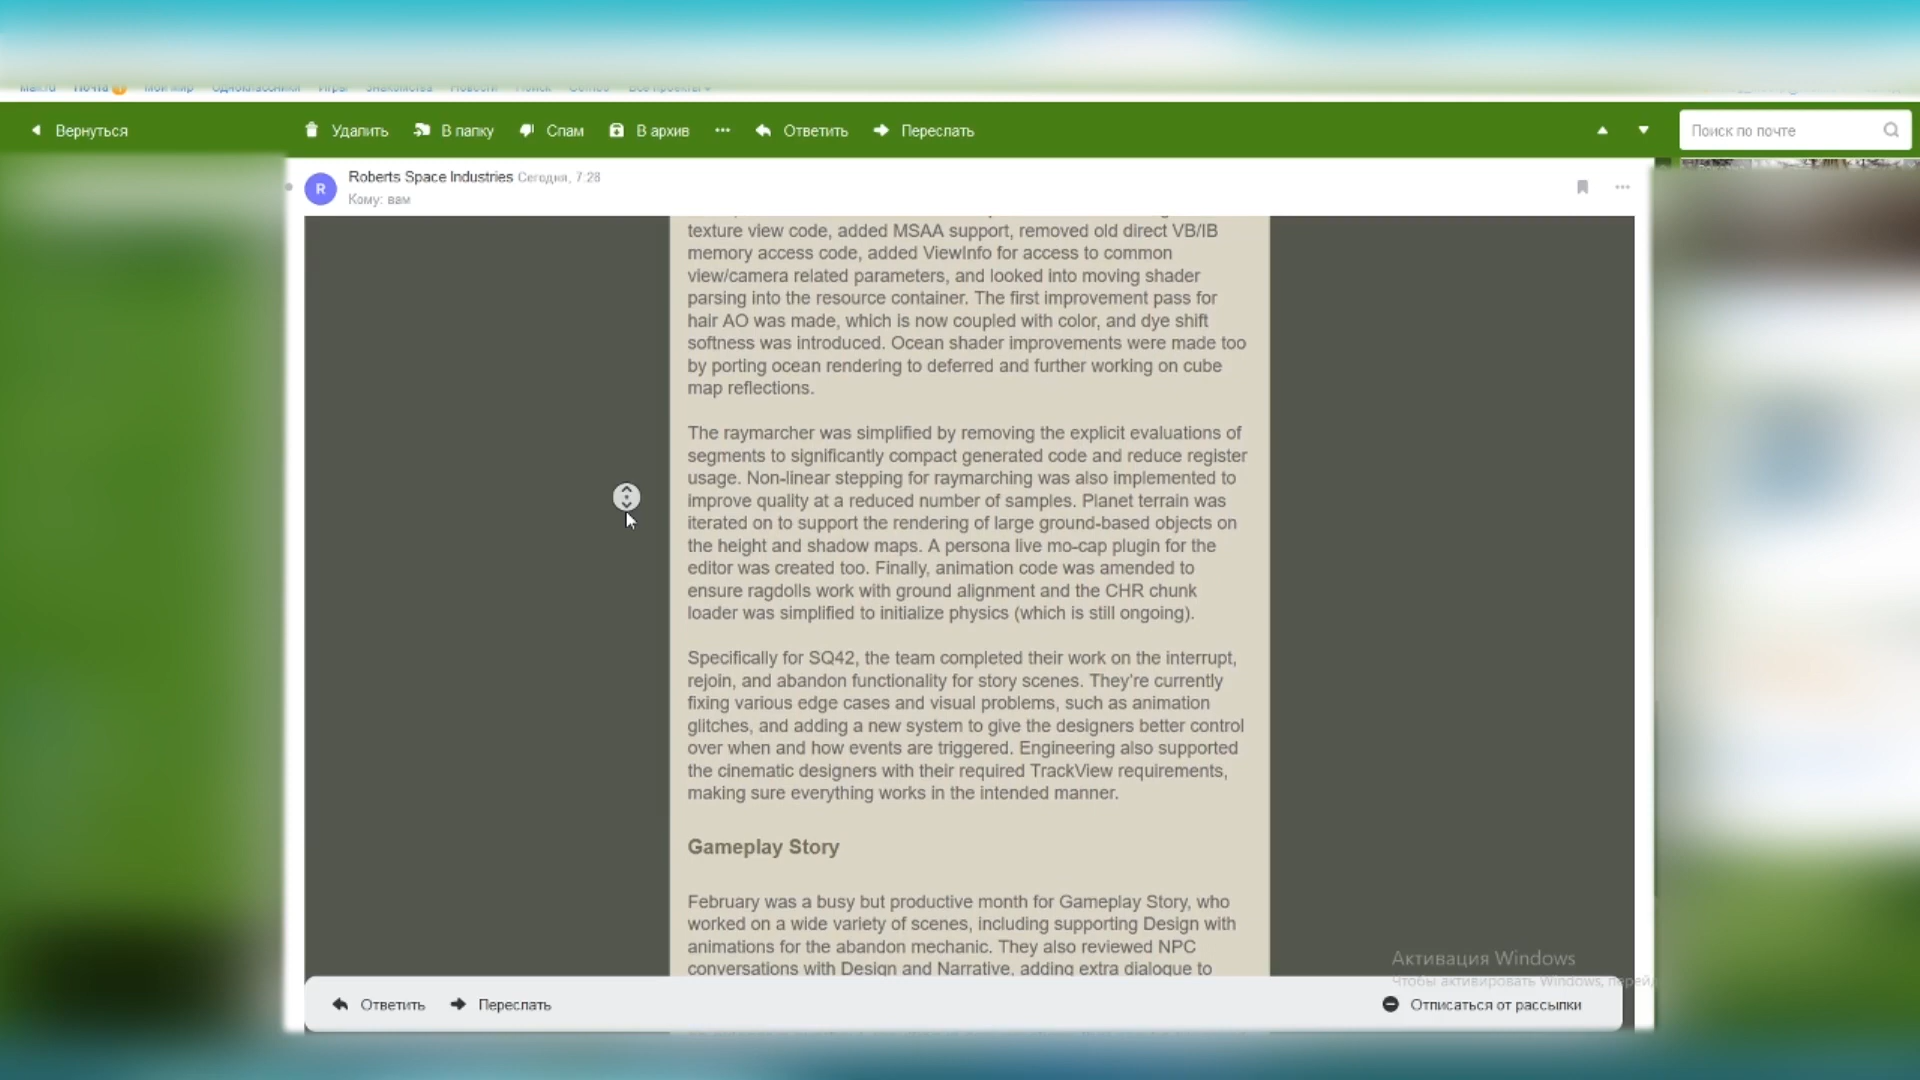 Вернуться
Удалить
В папку
Спам
В архив
Ответить
Переслать
Поиск по почте
R
Roberts Space Industries Сегодня, 7:28
Кому: вам
texture view code, added MSAA support, removed old direct VB/IB
memory access code, added ViewInfo for access to common
view/camera related parameters, and looked into moving shader
parsing into the resource container. The first improvement pass for
hair AO was made, which is now coupled with color, and dye shift
softness was introduced. Ocean shader improvements were made too
by porting ocean rendering to deferred and further working on cube
map reflections.
The raymarcher was simplified by removing the explicit evaluations of
segments to significantly compact generated code and reduce register
usage. Non-linear stepping for raymarching was also implemented to
improve quality at a reduced number of samples. Planet terrain was
iterated on to support the rendering of large ground-based objects on
the height and shadow maps. A persona live mo-cap plugin for the
editor was created too. Finally, animation code was amended to
ensure ragdolls work with ground alignment and the CHR chunk
loader was simplified to initialize physics (which is still ongoing).
Specifically for SQ42, the team completed their work on the interrupt,
rejoin, and abandon functionality for story scenes. They're currently
fixing various edge cases and visual problems, such as animation
glitches, and adding a new system to give the designers better control
over when and how events are triggered. Engineering also supported
the cinematic designers with their required TrackView requirements,
making sure everything works in the intended manner.
Gameplay Story
February was a busy but productive month for Gameplay Story, who
worked on a wide variety of scenes, including supporting Design with
animations for the abandon mechanic. They also reviewed NPC
conversations with Design and Narrative, adding extra dialogue to
Активация Windows
Чтобы активировать Windows, перей
Ответить
Переслать
Отписаться от рассылки